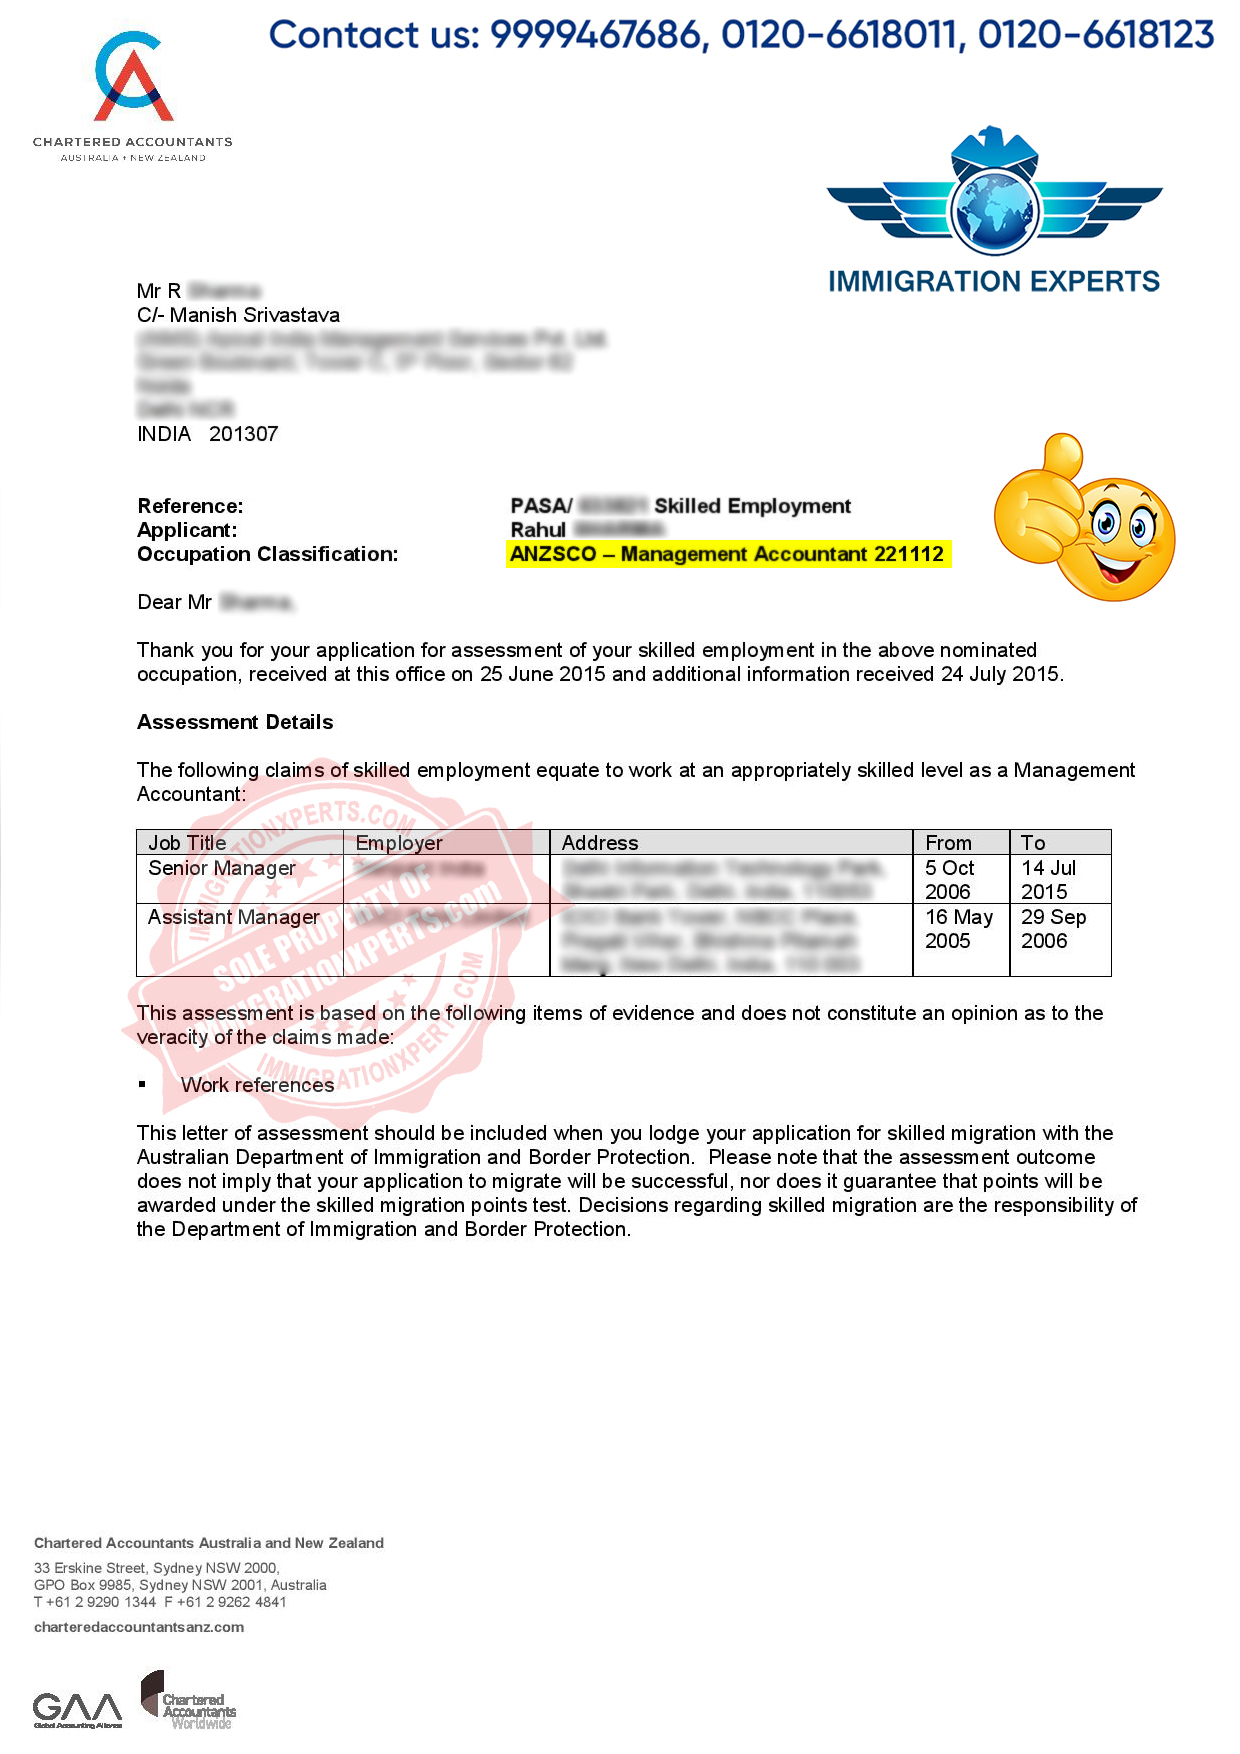 Contact us: 9999467686, 0120-6618011, 0120-6618123
CHARTERED ACCOUNTANTS
AUSTRALIA + NEW ZEALAND
IMMIGRATION EXPERTS
Mr R
C/- Manish Srivastava
INDIA 201307
Reference: PASA/ Skilled Employment
Applicant: Rahul
Occupation Classification: ANZSCO – Management Accountant 221112
Dear Mr
Thank you for your application for assessment of your skilled employment in the above nominated
occupation, received at this office on 25 June 2015 and additional information received 24 July 2015.
Assessment Details
The following claims of skilled employment equate to work at an appropriately skilled level as a Management
Accountant:
Job Title Employer Address From To
Senior Manager 5 Oct 14 Jul
2006 2015
Assistant Manager 16 May 29 Sep
2005 2006
IMMIGRATIONXPERTS.COM
SOLE PROPERTY OF
IMMIGRATIONXPERTS.com
IMMIGRATIONXPERTS.COM
This assessment is based on the following items of evidence and does not constitute an opinion as to the
veracity of the claims made:
▪ Work references
This letter of assessment should be included when you lodge your application for skilled migration with the
Australian Department of Immigration and Border Protection. Please note that the assessment outcome
does not imply that your application to migrate will be successful, nor does it guarantee that points will be
awarded under the skilled migration points test. Decisions regarding skilled migration are the responsibility of
the Department of Immigration and Border Protection.
Chartered Accountants Australia and New Zealand
33 Erskine Street, Sydney NSW 2000,
GPO Box 9985, Sydney NSW 2001, Australia
T +61 2 9290 1344 F +61 2 9262 4841
charteredaccountantsanz.com
GAA
Global Accounting Alliance
Chartered
Accountants
Worldwide